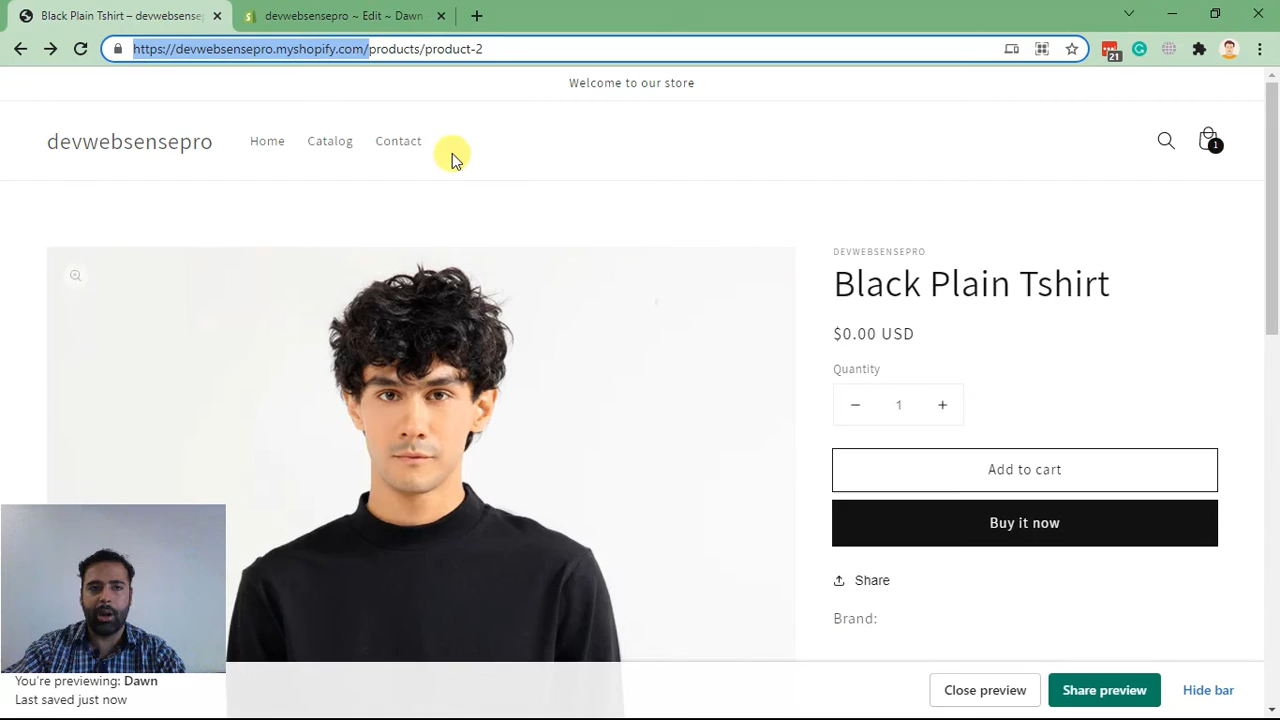 Black Plain Tshirt – devwebsense
devwebsensepro ~ Edit ~ Dawn
https://devwebsensepro.myshopify.com/products/product-2
21
Welcome to our store
devwebsensepro
Home
Catalog
Contact
1
DEVWEBSENSEPRO
Black Plain Tshirt
$0.00 USD
Quantity
1
Add to cart
Buy it now
Share
Brand:
You're previewing: Dawn
Last saved just now
Close preview
Share preview
Hide bar